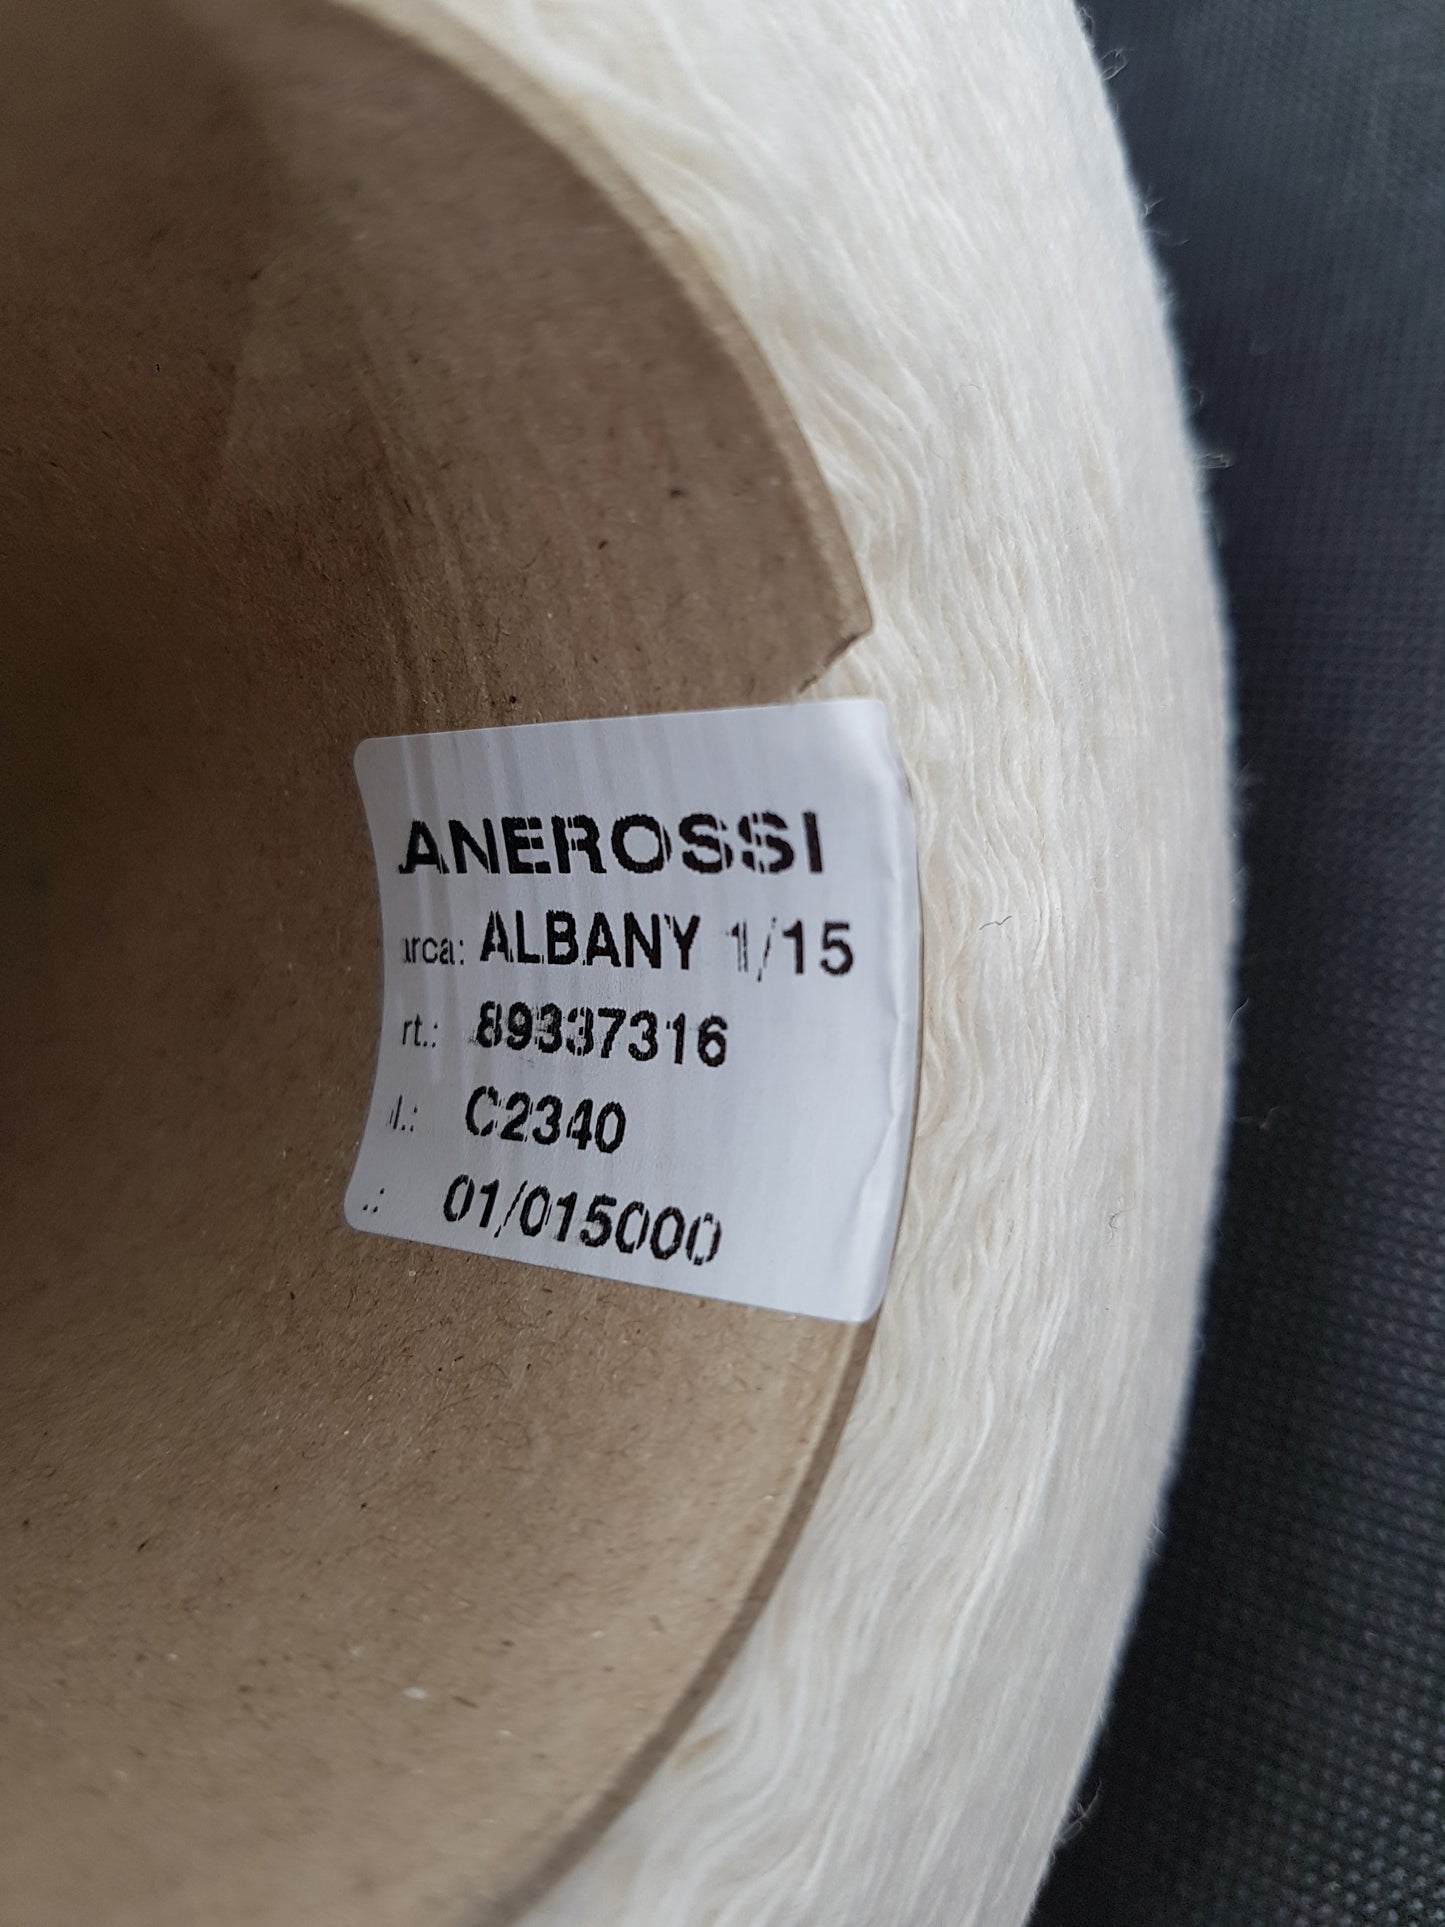 ANEROSSI
arca: ALBANY 1/15
rt.: 89337316
l.: C2340
.: 01/015000